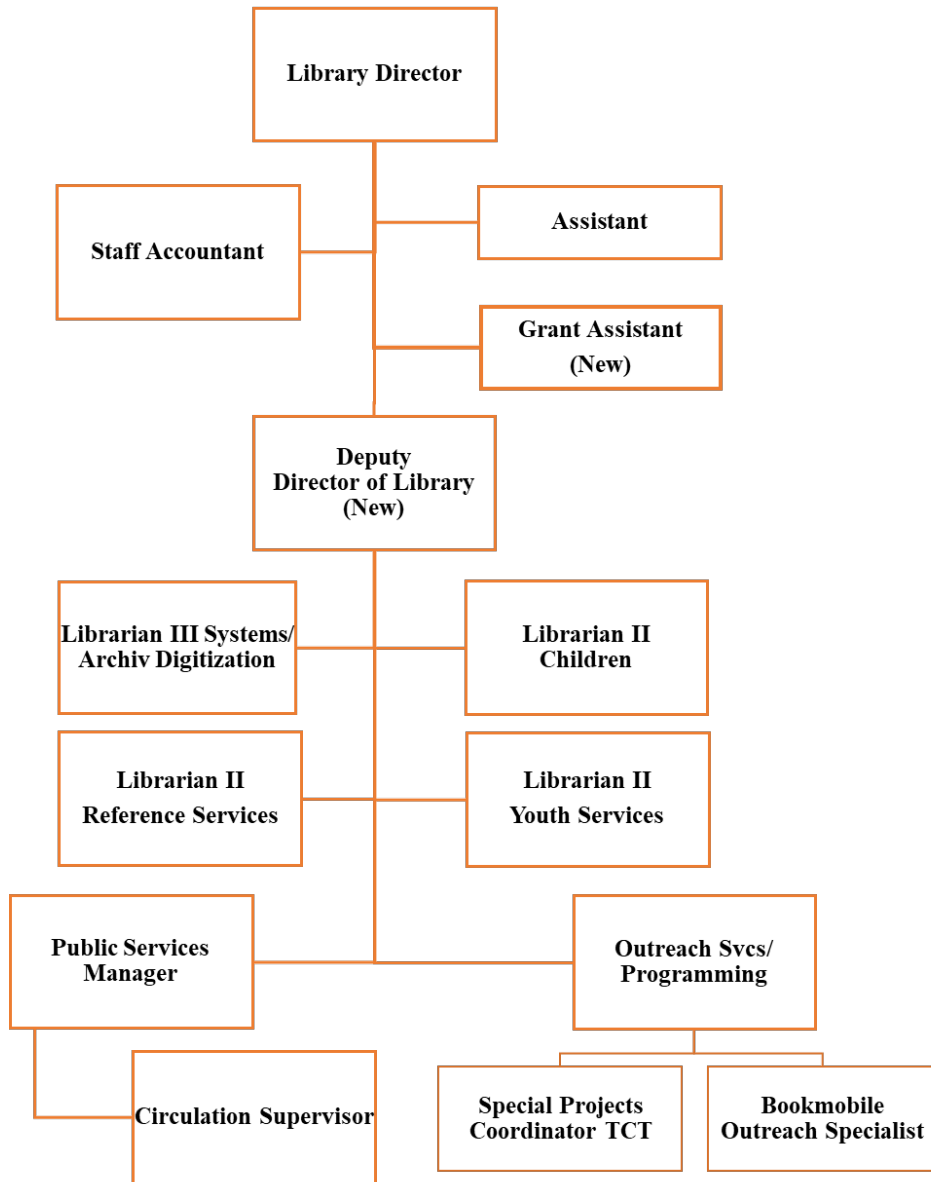 Library Director
Staff Accountant
Assistant
Grant Assistant
(New)
Deputy
Director of Library
(New)
Librarian III Systems/
Archiv Digitization
Librarian II
Children
Librarian II
Reference Services
Librarian II
Youth Services
Public Services
Manager
Outreach Svcs/
Programming
Circulation Supervisor
Special Projects
Coordinator TCT
Bookmobile
Outreach Specialist